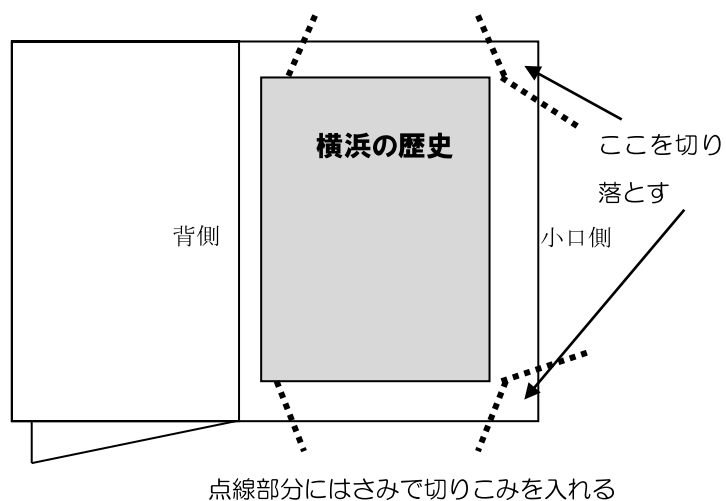 横浜の歴史
ここを切り
落とす
背側
小口側
点線部分にはさみで切りこみを入れる